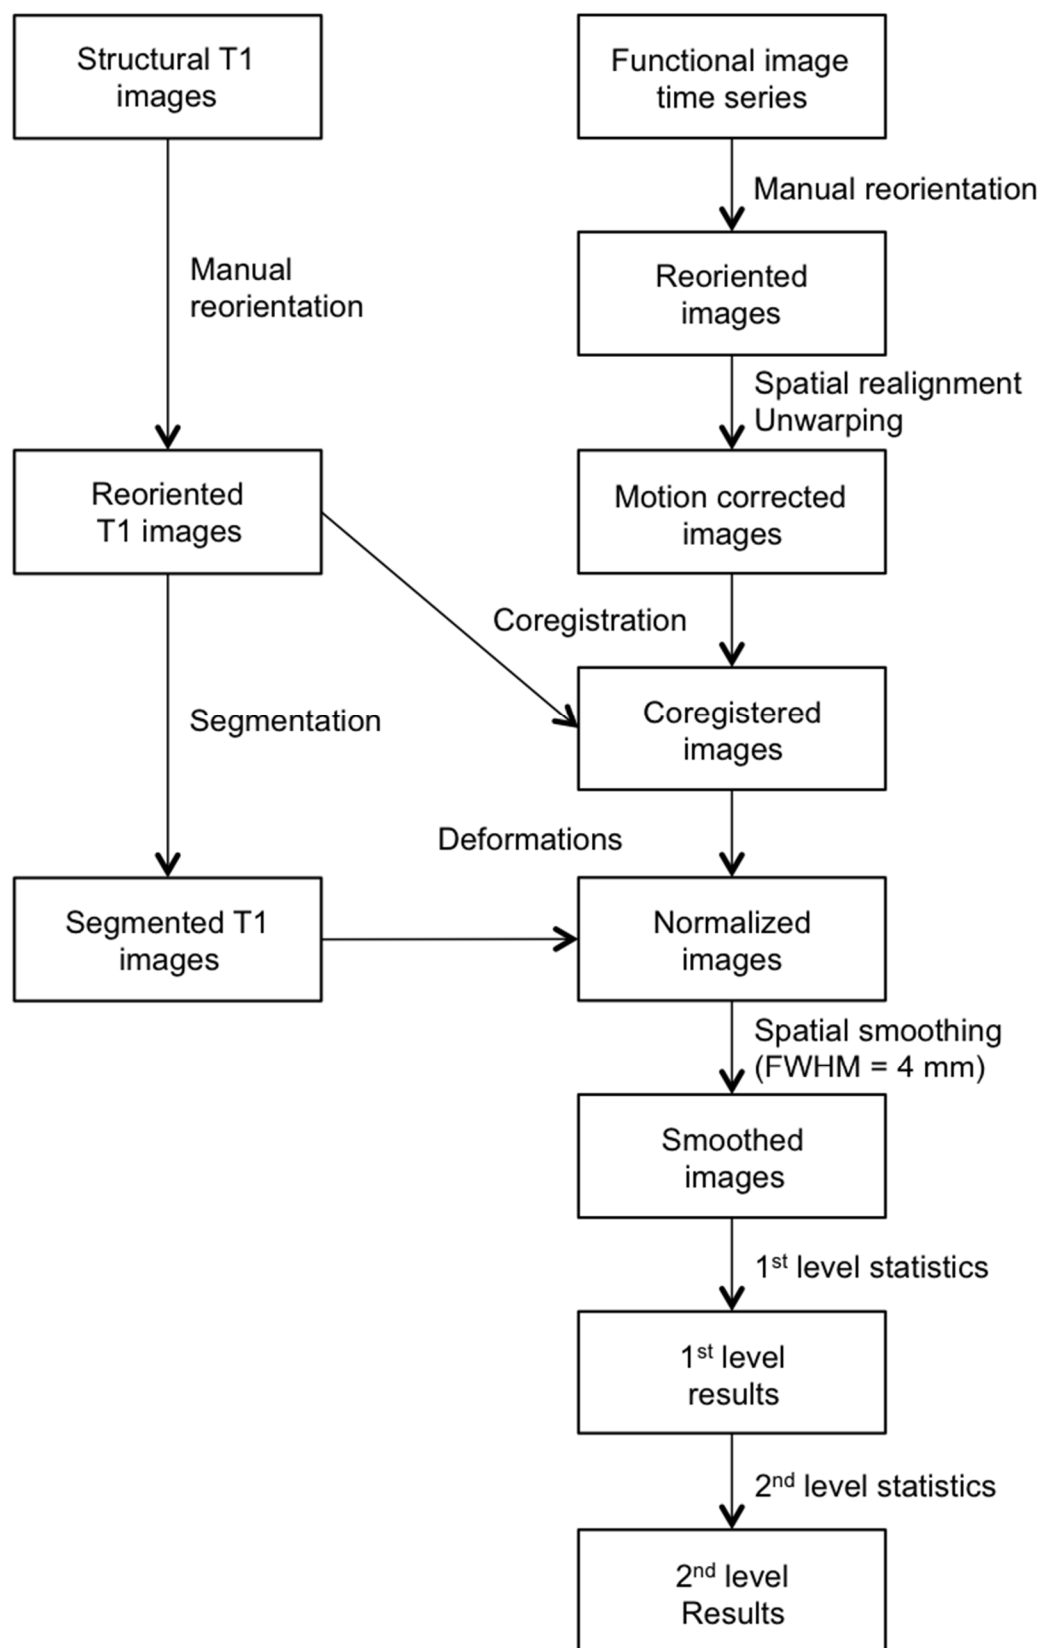 Structural T1
images
Functional image
time series
Manual reorientation
Manual
reorientation
Reoriented
images
Spatial realignment
Unwarping
Reoriented
T1 images
Motion corrected
images
Coregistration
Segmentation
Coregistered
images
Deformations
Segmented T1
images
Normalized
images
Spatial smoothing
(FWHM = 4 mm)
Smoothed
images
1st level statistics
1st level
results
2nd level statistics
2nd level
Results